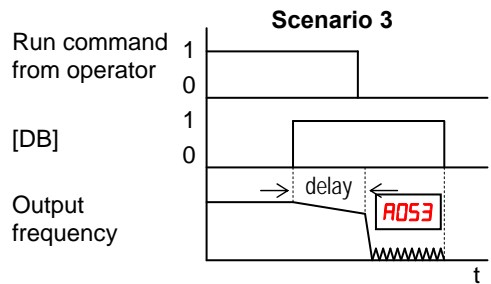 Scenario 3
Run command
from operator
1
0
[DB]
1
0
Output
frequency
delay
A053
t